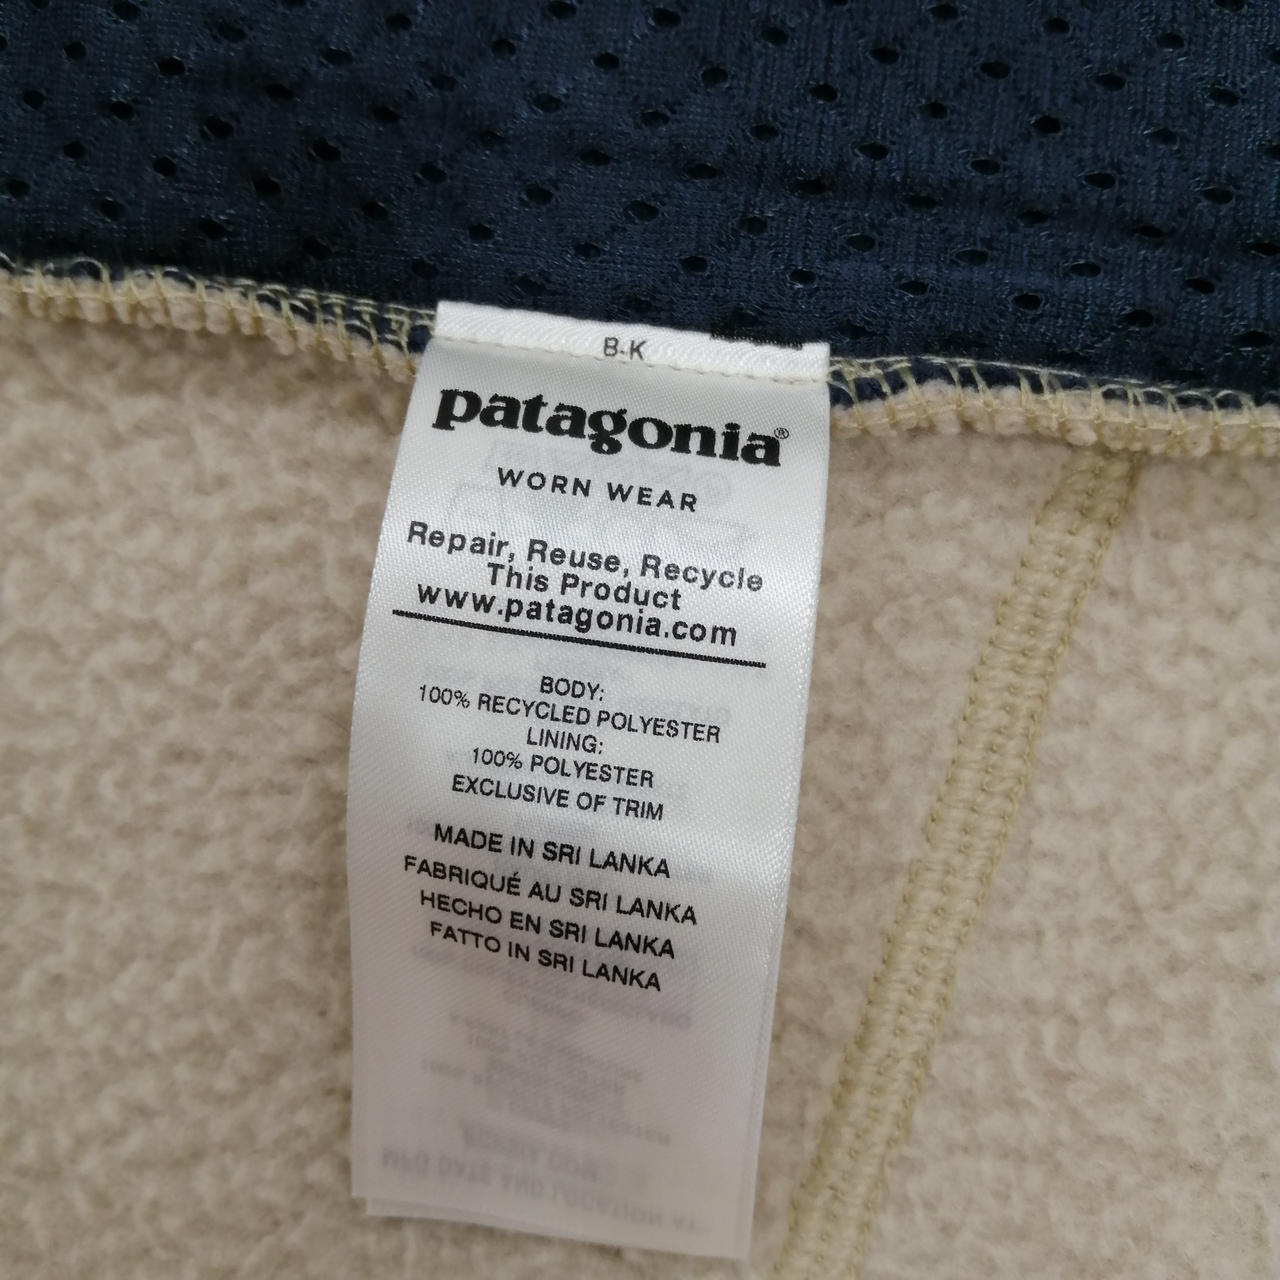 B-K
patagonia®
WORN WEAR
Repair, Reuse, Recycle
This Product
www.patagonia.com
BODY:
100% RECYCLED POLYESTER
LINING:
100% POLYESTER
EXCLUSIVE OF TRIM
MADE IN SRI LANKA
FABRIQUÉ AU SRI LANKA
HECHO EN SRI LANKA
FATTO IN SRI LANKA